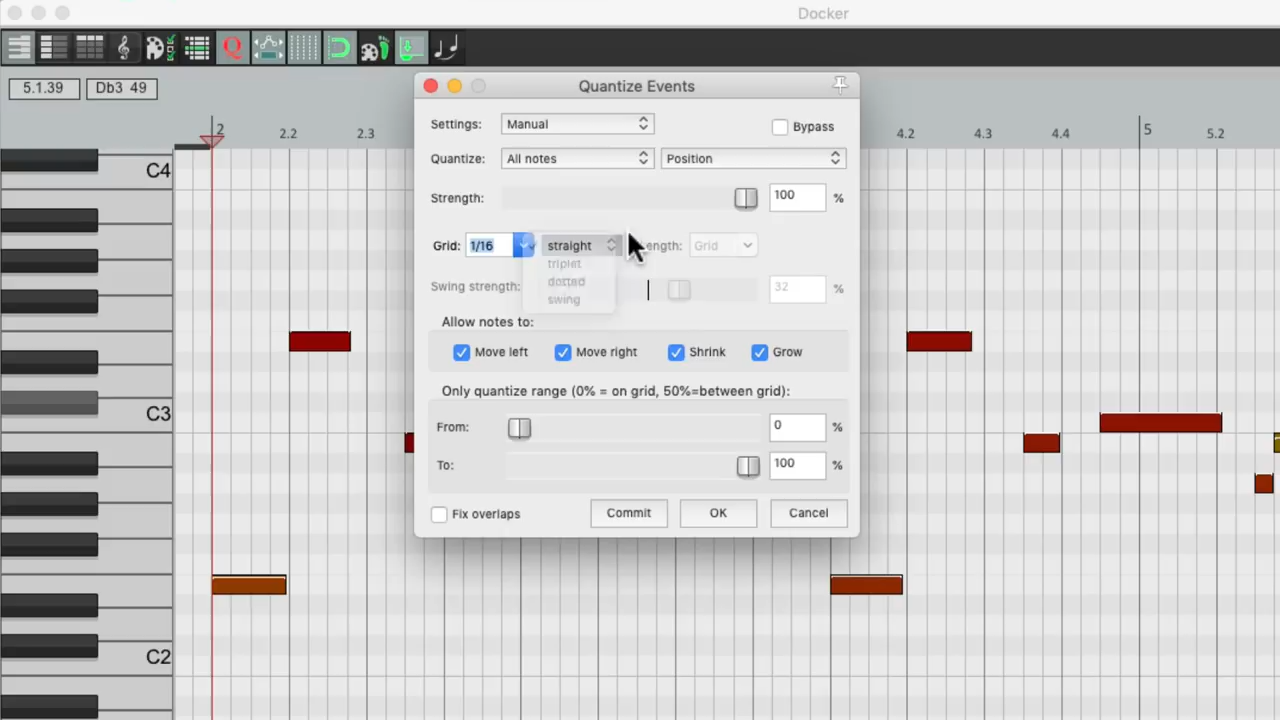 Docker
Q
5.1.39 Db3 49
Quantize Events
2 2.2 2.3 4.2 4.3 4.4 5 5.2
Settings: Manual Bypass
Quantize: All notes Position
Strength: 100 %
Grid: 1/16 straight ength: Grid
triplet
dotted
swing
Swing strength: 32 %
Allow notes to:
Move left Move right Shrink Grow
Only quantize range (0% = on grid, 50%=between grid):
From: 0 %
To: 100 %
Fix overlaps Commit OK Cancel
C4
C3
C2